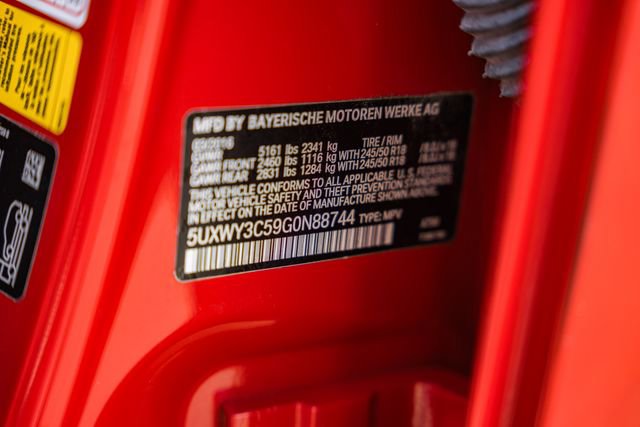 MFD BY BAYERISCHE MOTOREN WERKE AG
03/2016
GVWR 5161 lbs 2341 kg TIRE / RIM
GAWR FRONT 2460 lbs 1116 kg WITH 245/50 R18
GAWR REAR 2831 lbs 1284 kg WITH 245/50 R18
THIS VEHICLE CONFORMS TO ALL APPLICABLE U.S. FEDERAL
MOTOR VEHICLE SAFETY AND THEFT PREVENTION STANDARDS
IN EFFECT ON THE DATE OF MANUFACTURE
5UXWY3C59G0N88744 TYPE: MPV